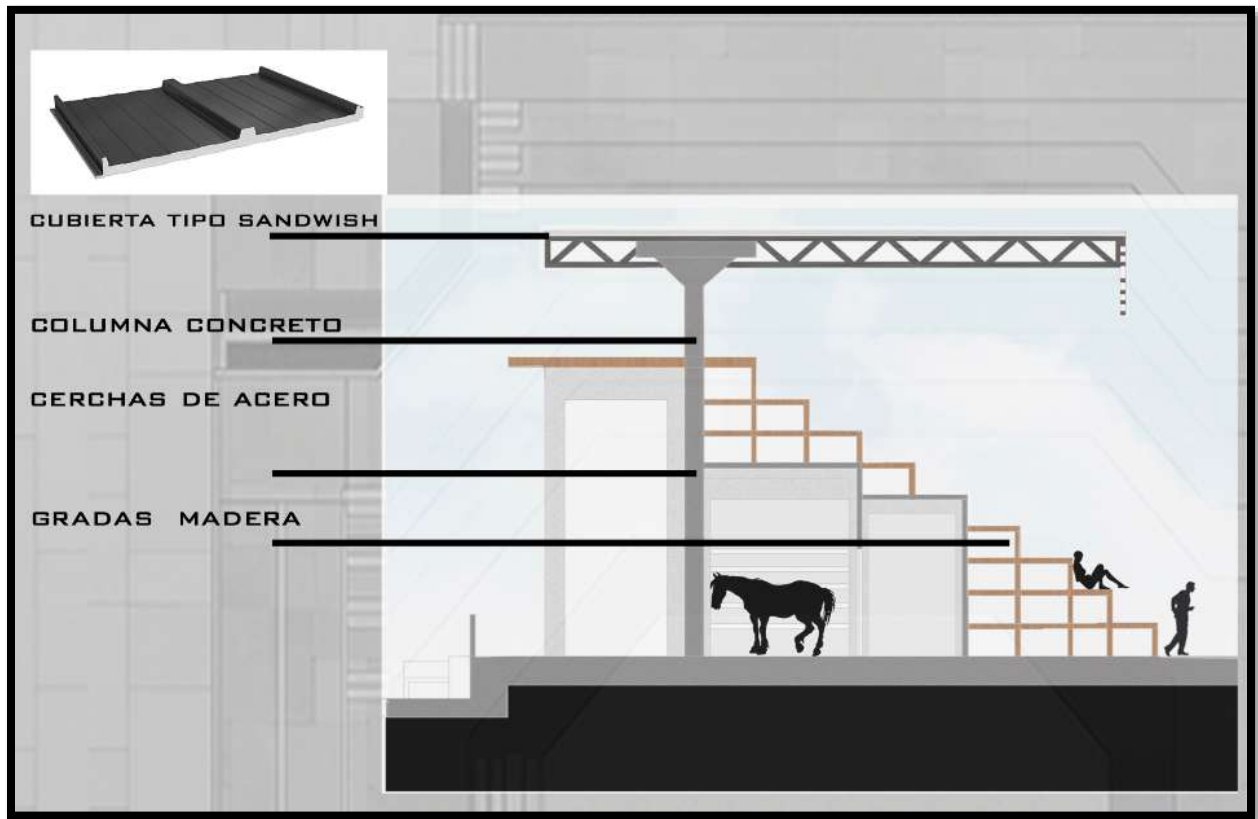 CUBIERTA TIPO SANDWISH
COLUMNA CONCRETO
CERCHAS DE ACERO
GRADAS MADERA